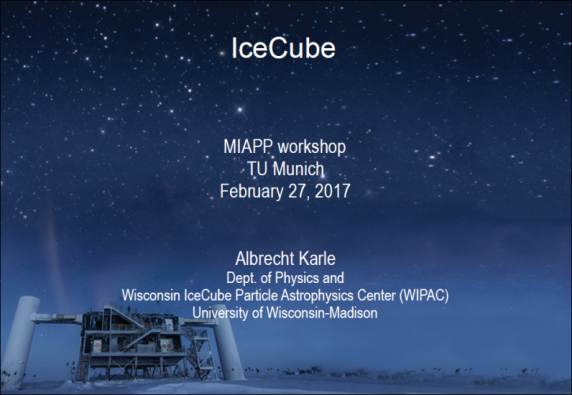 IceCube
MIAPP workshop
TU Munich
February 27, 2017
Albrecht Karle
Dept. of Physics and
Wisconsin IceCube Particle Astrophysics Center (WIPAC)
University of Wisconsin-Madison